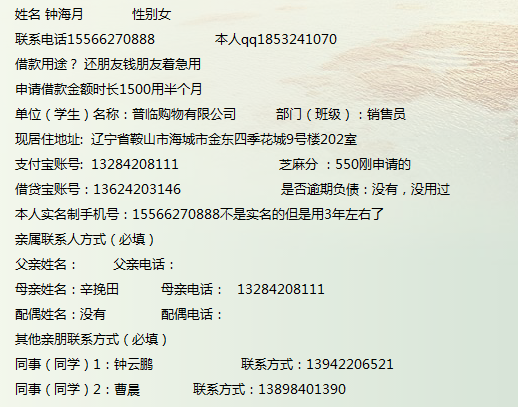 姓名 钟海月 性别女
联系电话15566270888 本人qq1853241070
借款用途？ 还朋友钱朋友着急用
申请借款金额时长1500用半个月
单位（学生）名称：普临购物有限公司 部门（班级）：销售员
现居住地址: 辽宁省鞍山市海城市金东四季花城9号楼202室
支付宝账号: 13284208111 芝麻分 ：550刚申请的
借贷宝账号：13624203146 是否逾期负债：没有，没用过
本人实名制手机号：15566270888不是实名的但是用3年左右了
亲属联系人方式（必填）
父亲姓名： 父亲电话：
母亲姓名：辛挽田 母亲电话： 13284208111
配偶姓名：没有 配偶电话：
其他亲朋联系方式（必填）
同事（同学）1：钟云鹏 联系方式：13942206521
同事（同学）2：曹晨 联系方式：13898401390